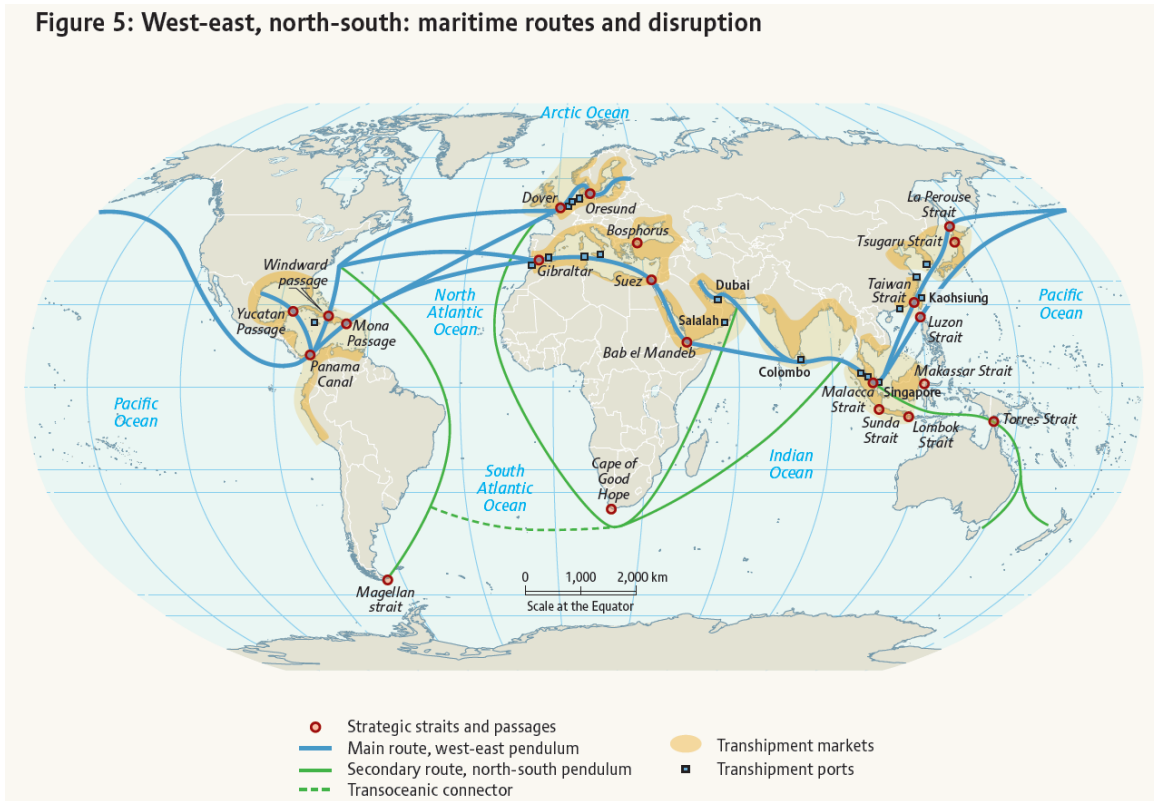 Figure 5: West-east, north-south: maritime routes and disruption
Arctic Ocean
Dover
Oresund
Bosphorus
La Perouse
Strait
Tsugaru Strait
Windward
passage
Gibraltar
Suez
Dubai
Taiwan
Strait
Kaohsiung
North
Atlantic
Ocean
Pacific
Ocean
Yucatan
Passage
Mona
Passage
Salalah
Luzon
Strait
Bab el Mandeb
Colombo
Panama
Canal
Makassar Strait
Malacca
Strait
Singapore
Pacific
Ocean
Sunda
Strait
Lombok
Strait
Torres Strait
South
Atlantic
Ocean
Cape of
Good
Hope
Indian
Ocean
Magellan
strait
0 1,000 2,000 km
Scale at the Equator
Strategic straits and passages
Main route, west-east pendulum
Secondary route, north-south pendulum
Transoceanic connector
Transhipment markets
Transhipment ports